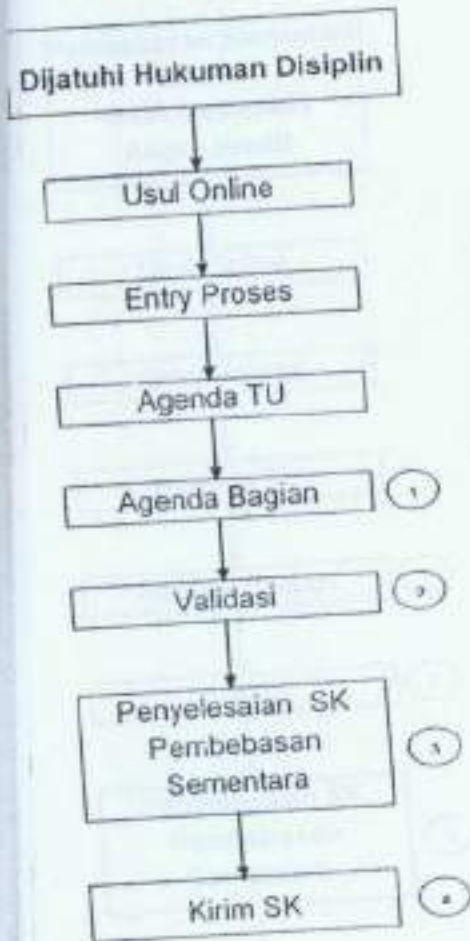 Dijatuhi Hukuman Disiplin
Usul Online
Entry Proses
Agenda TU
Agenda Bagian
Validasi
Penyelesaian SK
Pembebasan
Sementara
Kirim SK